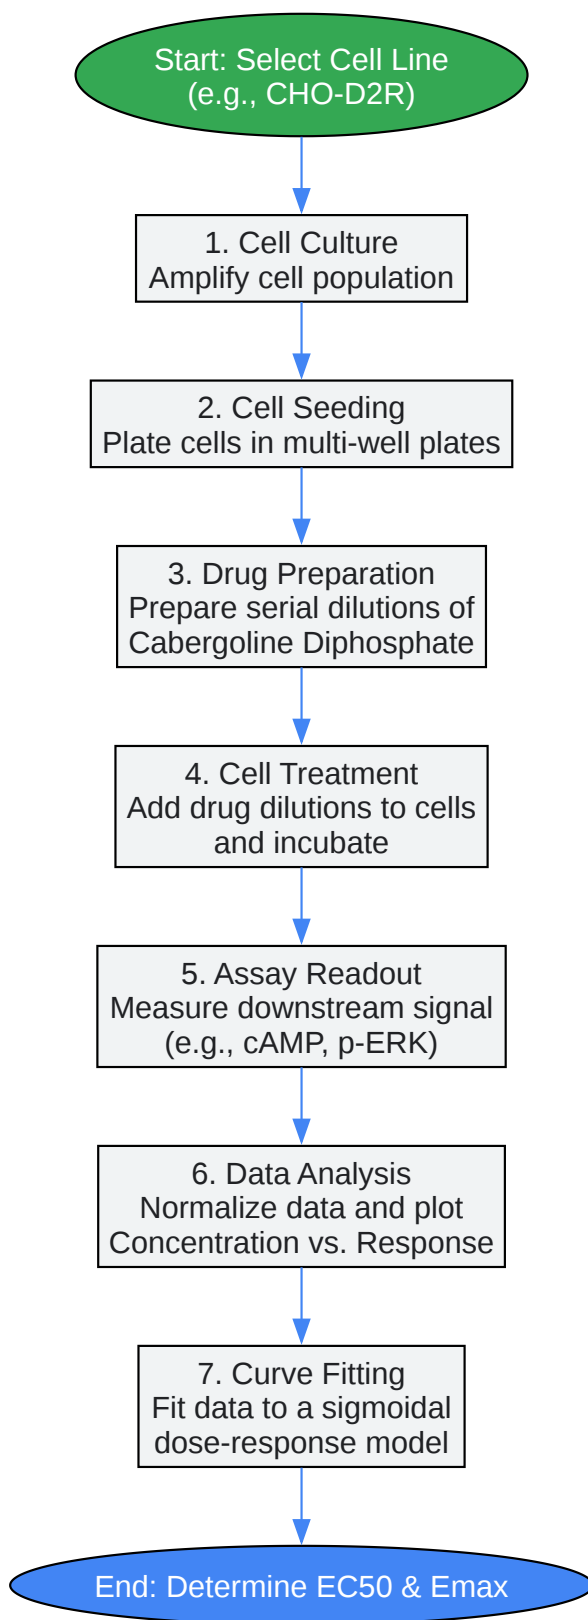 Start: Select Cell Line
(e.g., CHO-D2R)
1. Cell Culture
Amplify cell population
2. Cell Seeding
Plate cells in multi-well plates
3. Drug Preparation
Prepare serial dilutions of
Cabergoline Diphosphate
4. Cell Treatment
Add drug dilutions to cells
and incubate
5. Assay Readout
Measure downstream signal
(e.g., cAMP, p-ERK)
6. Data Analysis
Normalize data and plot
Concentration vs. Response
7. Curve Fitting
Fit data to a sigmoidal
dose-response model
End: Determine EC50 & Emax